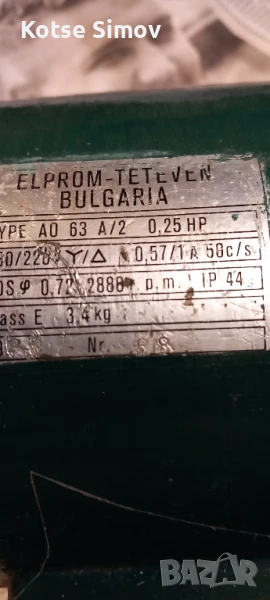 Kotse Simov
ELPROM-TETEVEN
BULGARIA
YPE AO 63 A/2 0,25 HP
80/220 Y/Δ 0,57/1 A 50c/s
OS φ 0,72 2880 r.p.m. IP 44
ass E 3,4 kg
Nr.
BAZAR